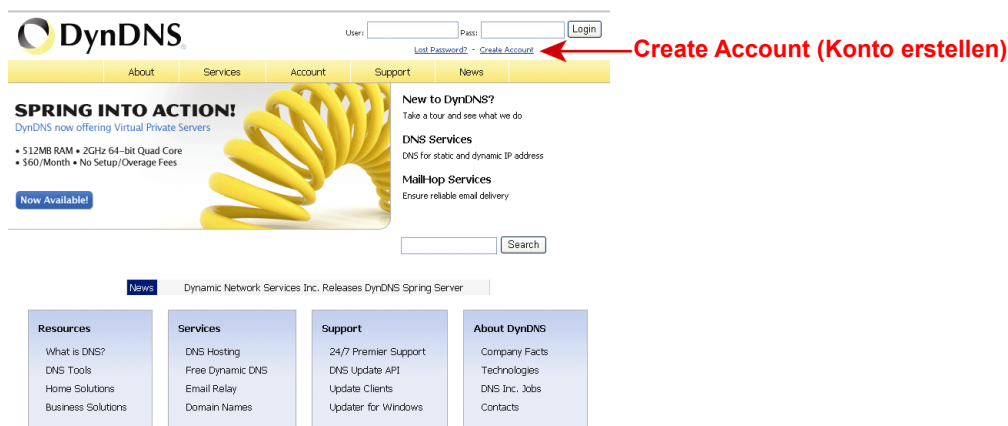 DynDNS
User: Pass: Login
Lost Password? - Create Account
Create Account (Konto erstellen)
About Services Account Support News
SPRING INTO ACTION!
DynDNS now offering Virtual Private Servers
• 512MB RAM • 2GHz 64-bit Quad Core
• $60/Month • No Setup/Overage Fees
Now Available!
New to DynDNS?
Take a tour and see what we do
DNS Services
DNS for static and dynamic IP address
MailHop Services
Ensure reliable email delivery
Search
News Dynamic Network Services Inc. Releases DynDNS Spring Server
Resources
What is DNS?
DNS Tools
Home Solutions
Business Solutions
Services
DNS Hosting
Free Dynamic DNS
Email Relay
Domain Names
Support
24/7 Premier Support
DNS Update API
Update Clients
Updater for Windows
About DynDNS
Company Facts
Technologies
DNS Inc. Jobs
Contacts